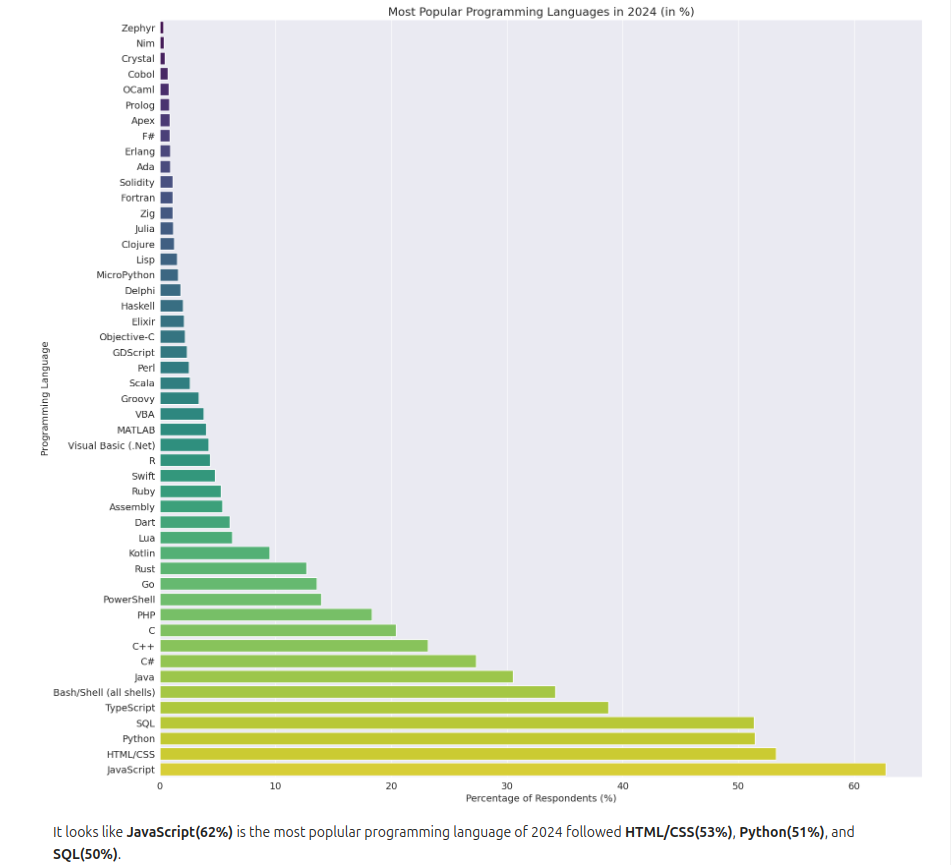 Most Popular Programming Languages in 2024 (in %)
Zephyr
Nim
Crystal
Cobol
OCaml
Prolog
Apex
F#
Erlang
Ada
Solidity
Fortran
Zig
Julia
Clojure
Lisp
MicroPython
Delphi
Haskell
Elixir
Objective-C
GDScript
Perl
Scala
Groovy
VBA
MATLAB
Visual Basic (.Net)
R
Swift
Ruby
Assembly
Dart
Lua
Kotlin
Rust
Go
PowerShell
PHP
C
C++
C#
Java
Bash/Shell (all shells)
TypeScript
SQL
Python
HTML/CSS
JavaScript
Programming Language
0 10 20 30 40 50 60
Percentage of Respondents (%)
It looks like JavaScript(62%) is the most poplular programming language of 2024 followed HTML/CSS(53%), Python(51%), and
SQL(50%).